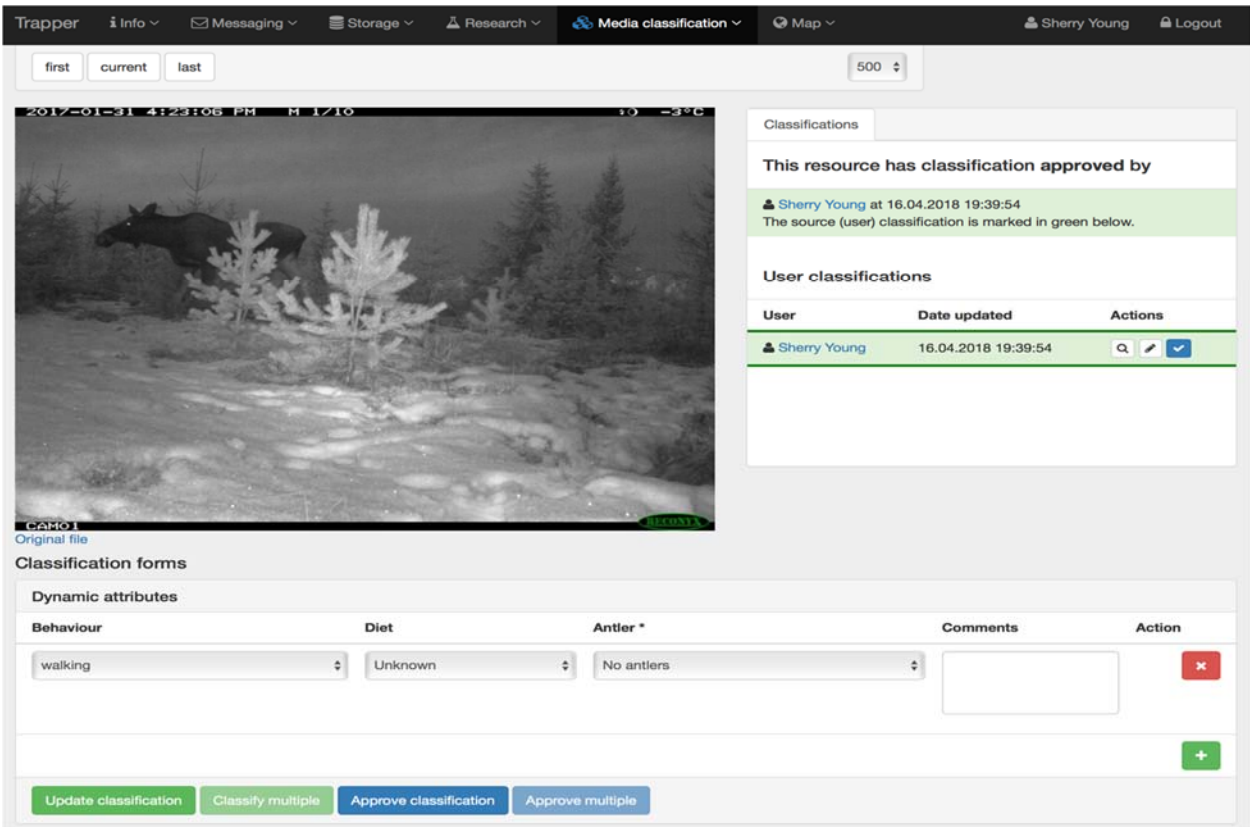 Trapper Info Messaging Storage Research Media classification Map Sherry Young Logout
first current last 500
2017-01-31 4:23:06 PM M 1/10 -3°C
Classifications
This resource has classification approved by
Sherry Young at 16.04.2018 19:39:54
The source (user) classification is marked in green below.
User classifications
User Date updated Actions
Sherry Young 16.04.2018 19:39:54
CAM01 RECONYX
Original file
Classification forms
Dynamic attributes
Behaviour Diet Antler * Comments Action
walking Unknown No antlers
Update classification Classify multiple Approve classification Approve multiple